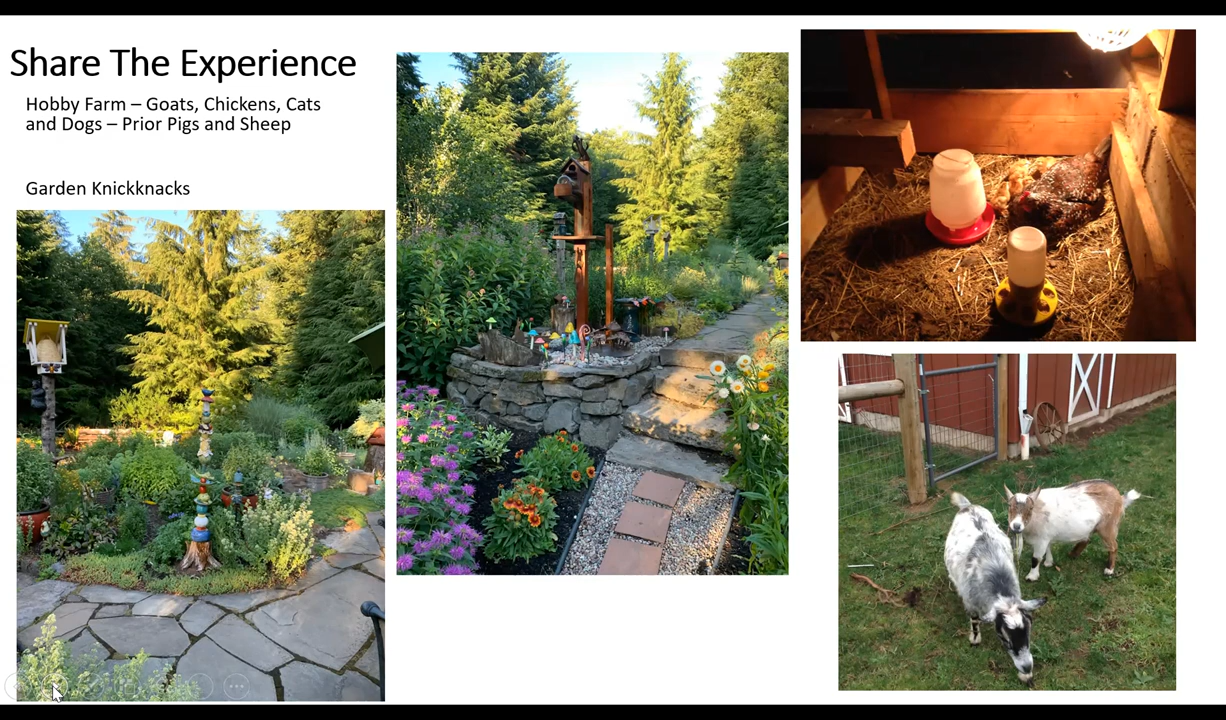 Share The Experience
Hobby Farm – Goats, Chickens, Cats
and Dogs – Prior Pigs and Sheep
Garden Knickknacks